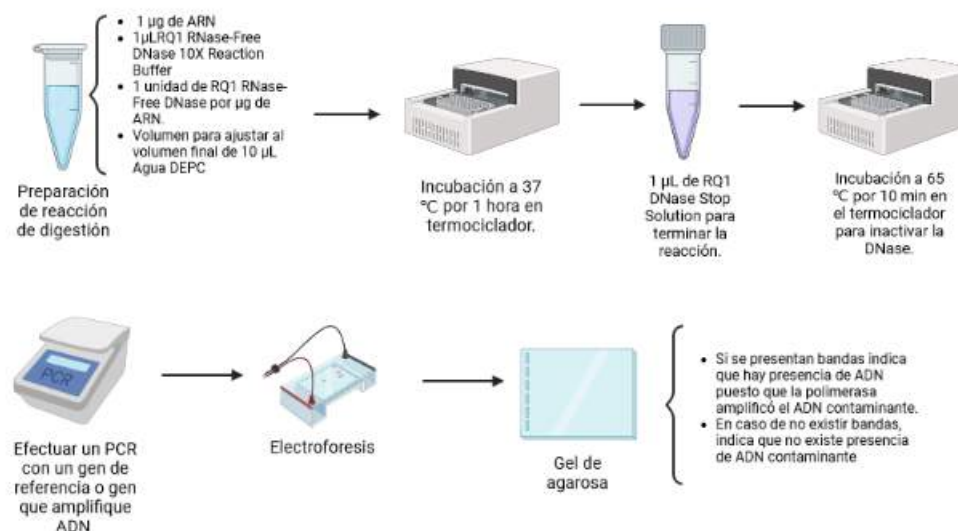 • 1 µg de ARN
• 1µLRQ1 RNase-Free
DNase 10X Reaction
Buffer
• 1 unidad de RQ1 RNase-
Free DNase por µg de
ARN.
• Volumen para ajustar al
volumen final de 10 µL
Agua DEPC
Preparación
de reacción
de digestión
Incubación a 37
°C por 1 hora en
termociclador.
1 µL de RQ1
DNase Stop
Solution para
terminar la
reacción.
Incubación a 65
°C por 10 min en
el termociclador
para inactivar la
DNase.
PCR
Efectuar un PCR
con un gen de
referencia o gen
que amplifique
ADN
Electroforesis
Gel de
agarosa
• Si se presentan bandas indica
que hay presencia de ADN
puesto que la polimerasa
amplificó el ADN contaminante.
• En caso de no existir bandas,
indica que no existe presencia
de ADN contaminante